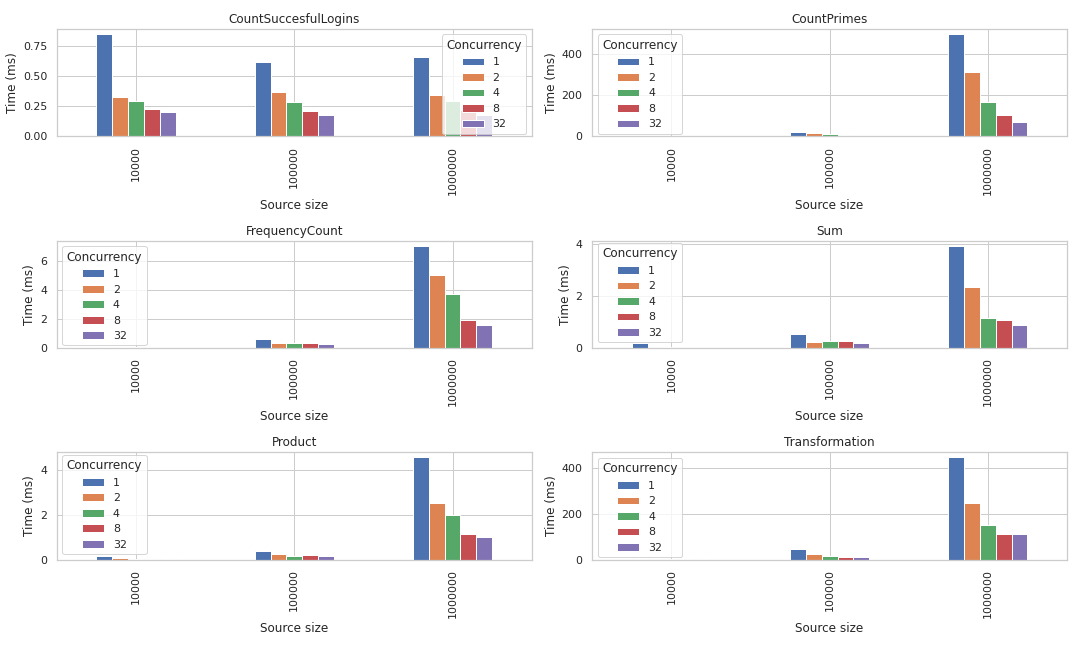 CountSuccesfulLogins
Time (ms)
0.75
0.50
0.25
0.00
Concurrency
1
2
4
8
32
10000
100000
1000000
Source size
CountPrimes
Time (ms)
400
200
0
Concurrency
1
2
4
8
32
10000
100000
1000000
Source size
FrequencyCount
Time (ms)
6
4
2
0
Concurrency
1
2
4
8
32
10000
100000
1000000
Source size
Sum
Time (ms)
4
2
0
Concurrency
1
2
4
8
32
10000
100000
1000000
Source size
Product
Time (ms)
4
2
0
Concurrency
1
2
4
8
32
10000
100000
1000000
Source size
Transformation
Time (ms)
400
200
0
Concurrency
1
2
4
8
32
10000
100000
1000000
Source size